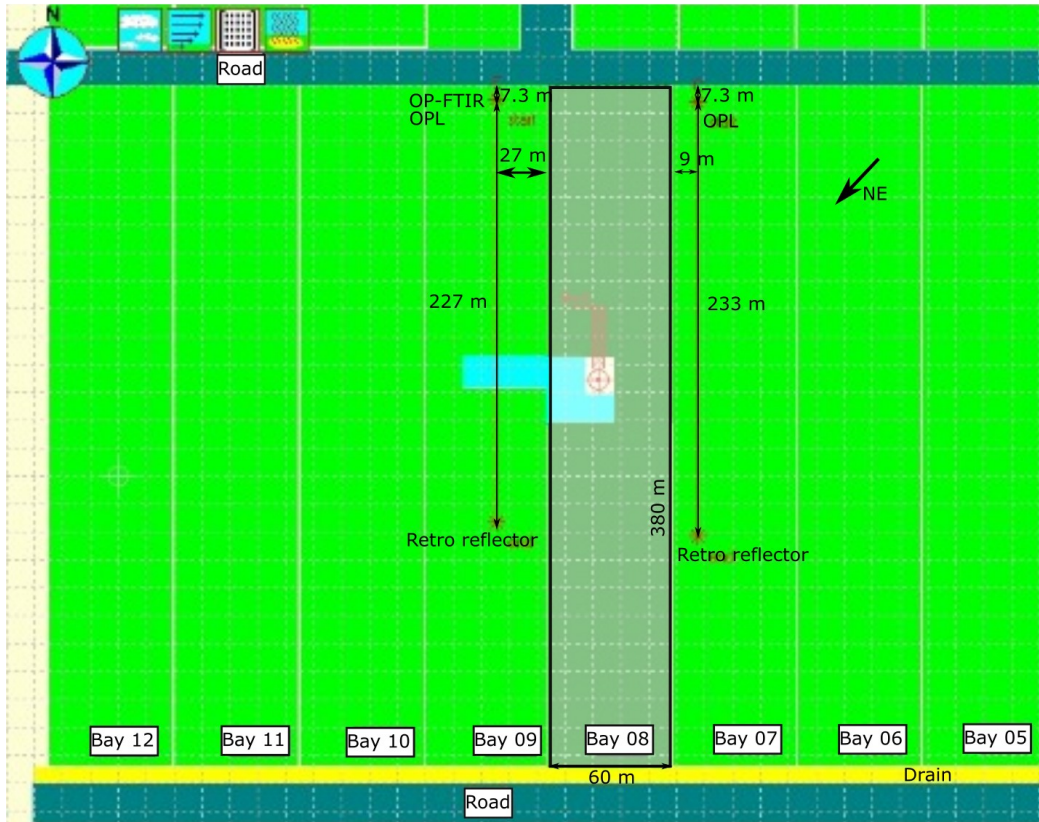 N
Road
OP-FTIR
OPL
7.3 m
7.3 m
OPL
start
27 m
9 m
NE
227 m
233 m
380 m
Retro reflector
Retro reflector
Bay 12
Bay 11
Bay 10
Bay 09
Bay 08
Bay 07
Bay 06
Bay 05
60 m
Drain
Road